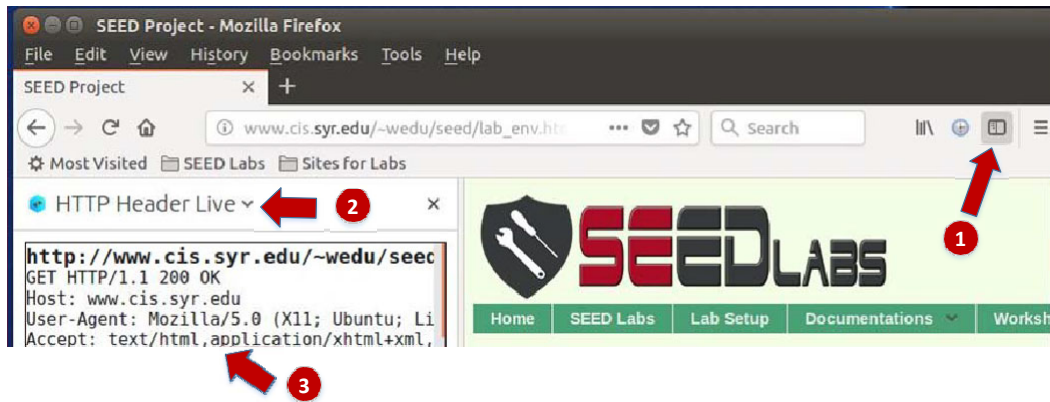 SEED Project - Mozilla Firefox
File Edit View History Bookmarks Tools Help
SEED Project
www.cis.syr.edu/~wedu/seed/lab_env.htm Search
Most Visited SEED Labs Sites for Labs
1
HTTP Header Live 2
http://www.cis.syr.edu/~wedu/seed
GET HTTP/1.1 200 OK
Host: www.cis.syr.edu
User-Agent: Mozilla/5.0 (X11; Ubuntu; Li
Accept: text/html,application/xhtml+xml,
3
SEEDLABS
Home SEED Labs Lab Setup Documentations Worksh